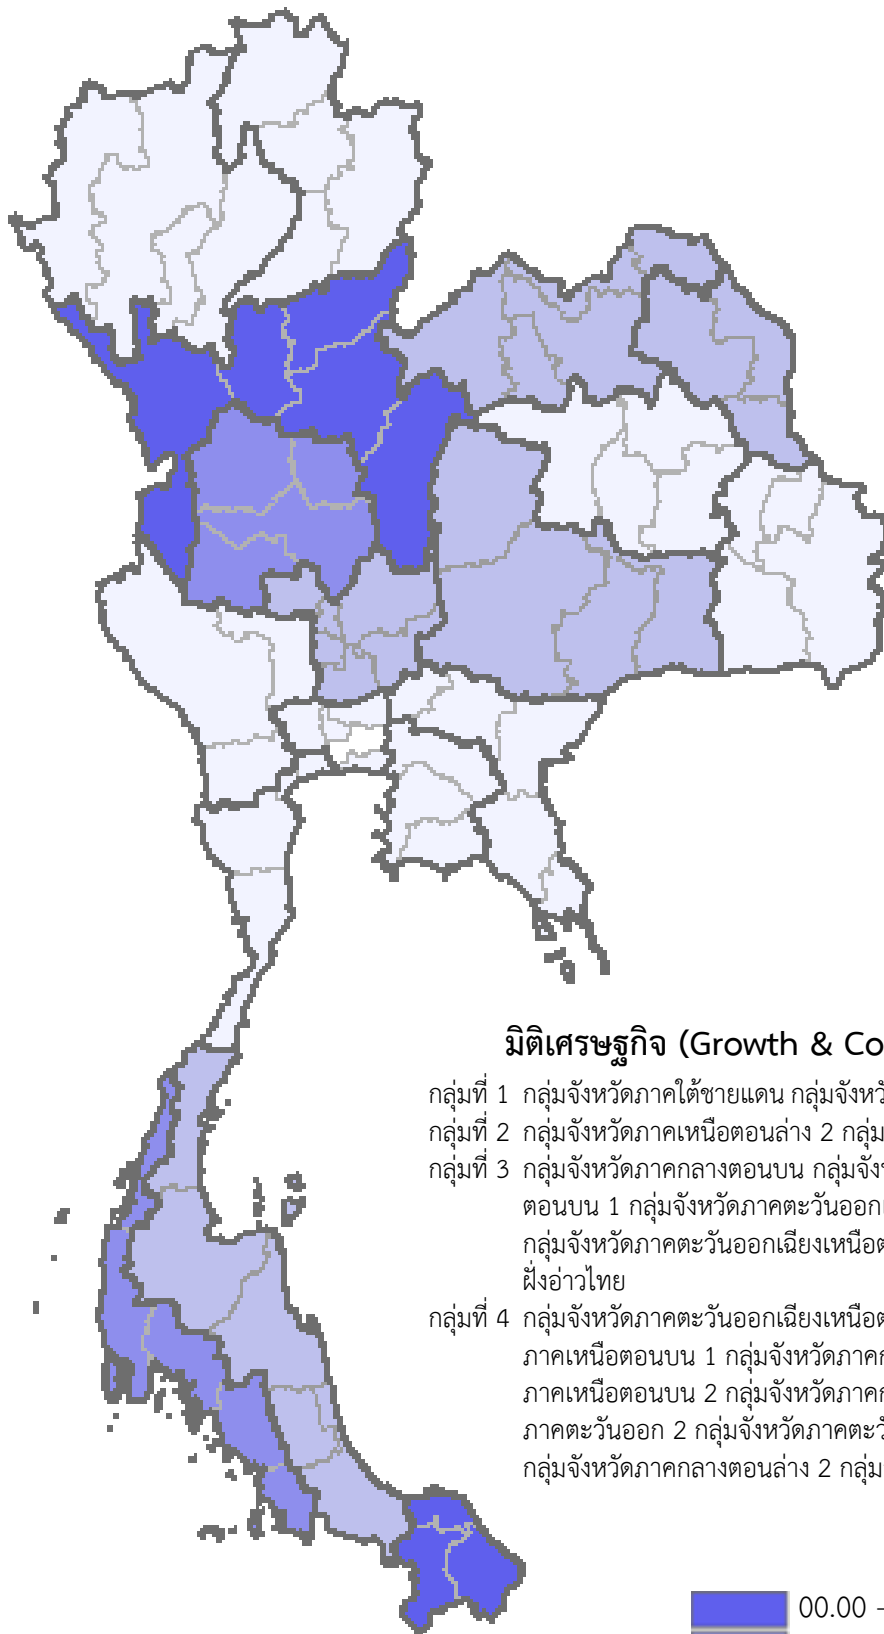 มิติเศรษฐกิจ (Growth & Co
กลุ่มที่ 1 กลุ่มจังหวัดภาคใต้ชายแดน กลุ่มจังหวั
กลุ่มที่ 2 กลุ่มจังหวัดภาคเหนือตอนล่าง 2 กลุ่ม
กลุ่มที่ 3 กลุ่มจังหวัดภาคกลางตอนบน กลุ่มจังห
ตอนบน 1 กลุ่มจังหวัดภาคตะวันออกเ
กลุ่มจังหวัดภาคตะวันออกเฉียงเหนือต
ฝั่งอ่าวไทย
กลุ่มที่ 4 กลุ่มจังหวัดภาคตะวันออกเฉียงเหนือต
ภาคเหนือตอนบน 1 กลุ่มจังหวัดภาคก
ภาคเหนือตอนบน 2 กลุ่มจังหวัดภาคก
ภาคตะวันออก 2 กลุ่มจังหวัดภาคตะวั
กลุ่มจังหวัดภาคกลางตอนล่าง 2 กลุ่ม
00.00 -